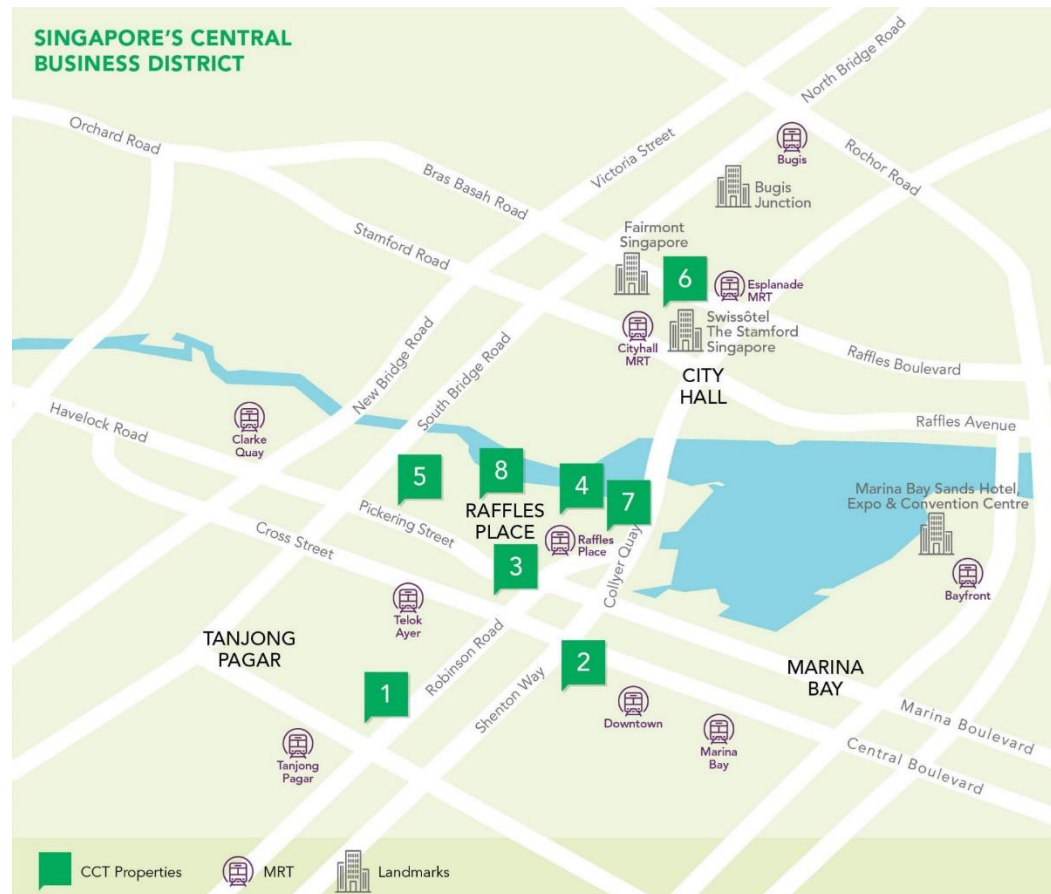 SINGAPORE'S CENTRAL
BUSINESS DISTRICT
North Bridge Road
Orchard Road
Victoria Street
Bugis
Rochor Road
Bras Basah Road
Bugis
Junction
Stamford Road
Fairmont
Singapore
6
Esplanade
MRT
Swissôtel
The Stamford
Singapore
Cityhall
MRT
New Bridge Road
South Bridge Road
Raffles Boulevard
CITY
HALL
Havelock Road
Clarke
Quay
Raffles Avenue
5
8
4
7
Marina Bay Sands Hotel,
Expo & Convention Centre
RAFFLES
PLACE
Pickering Street
Cross Street
Raffles
Place
Collyer Quay
3
Bayfront
Telok
Ayer
TANJONG
PAGAR
Robinson Road
2
MARINA
BAY
1
Shenton Way
Downtown
Marina
Bay
Marina Boulevard
Central Boulevard
Tanjong
Pagar
CCT Properties
MRT
Landmarks